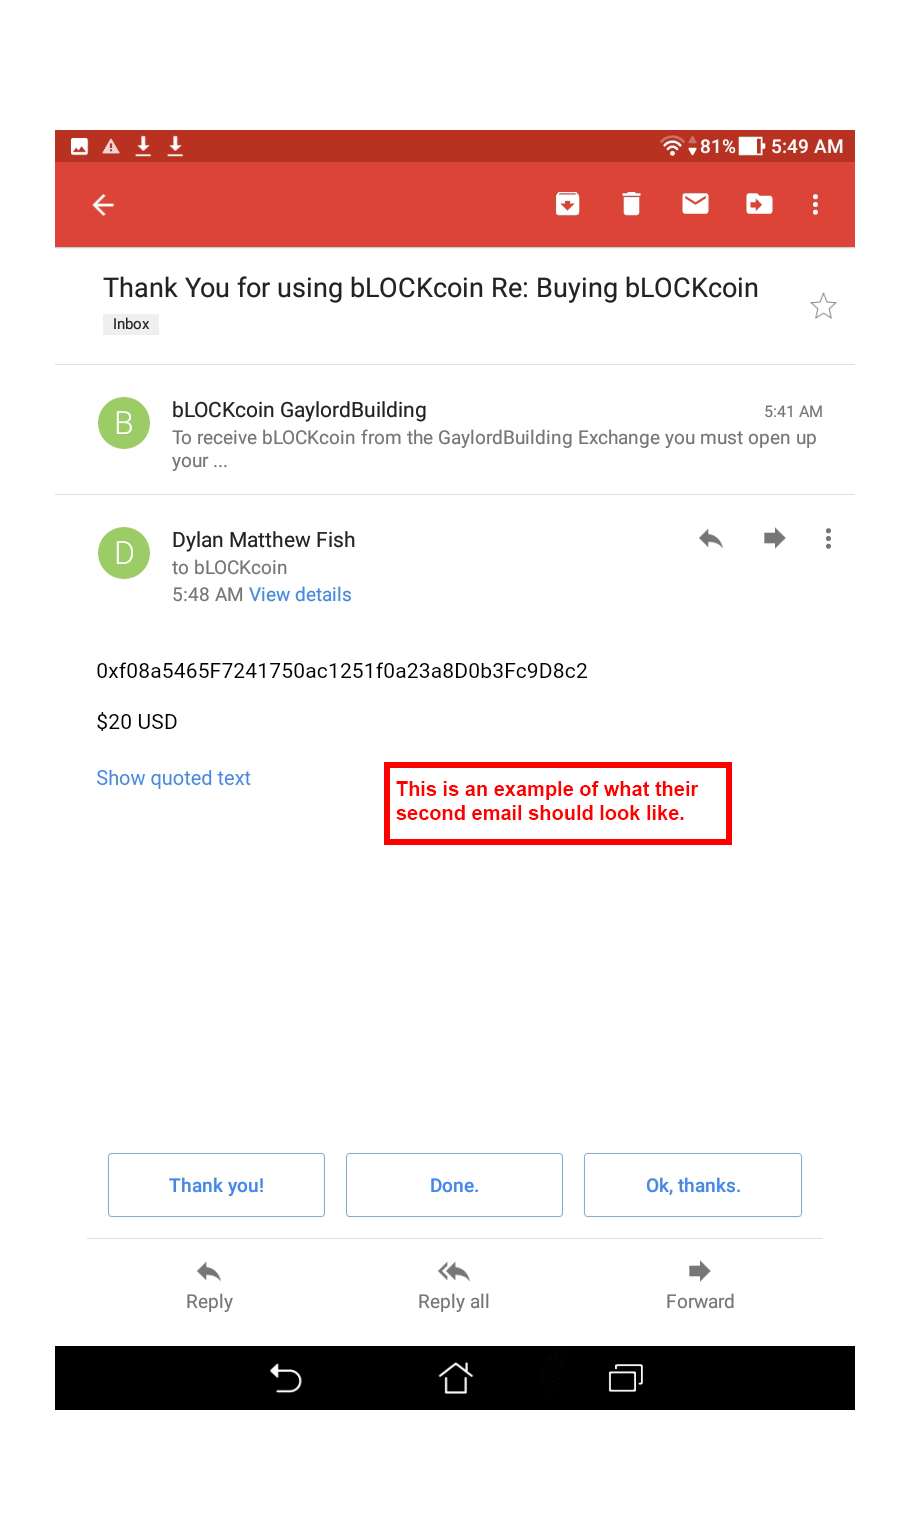 81% 5:49 AM
Thank You for using bLOCKcoin Re: Buying bLOCKcoin
Inbox
B
bLOCKcoin GaylordBuilding
5:41 AM
To receive bLOCKcoin from the GaylordBuilding Exchange you must open up
your ...
D
Dylan Matthew Fish
to bLOCKcoin
5:48 AM View details
0xf08a5465F7241750ac1251f0a23a8D0b3Fc9D8c2
$20 USD
Show quoted text
This is an example of what their
second email should look like.
Thank you!
Done.
Ok, thanks.
Reply
Reply all
Forward